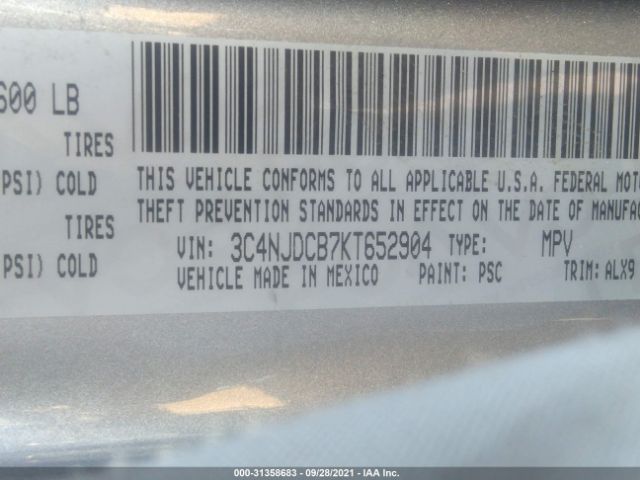 600 LB
TIRES
PSI) COLD
TIRES
PSI) COLD
THIS VEHICLE CONFORMS TO ALL APPLICABLE U.S.A. FEDERAL MOTO
THEFT PREVENTION STANDARDS IN EFFECT ON THE DATE OF MANUFAC
VIN: 3C4NJDCB7KT652904 TYPE: MPV
VEHICLE MADE IN MEXICO PAINT: PSC TRIM: ALX9
000-31358683 - 09/28/2021 - IAA Inc.